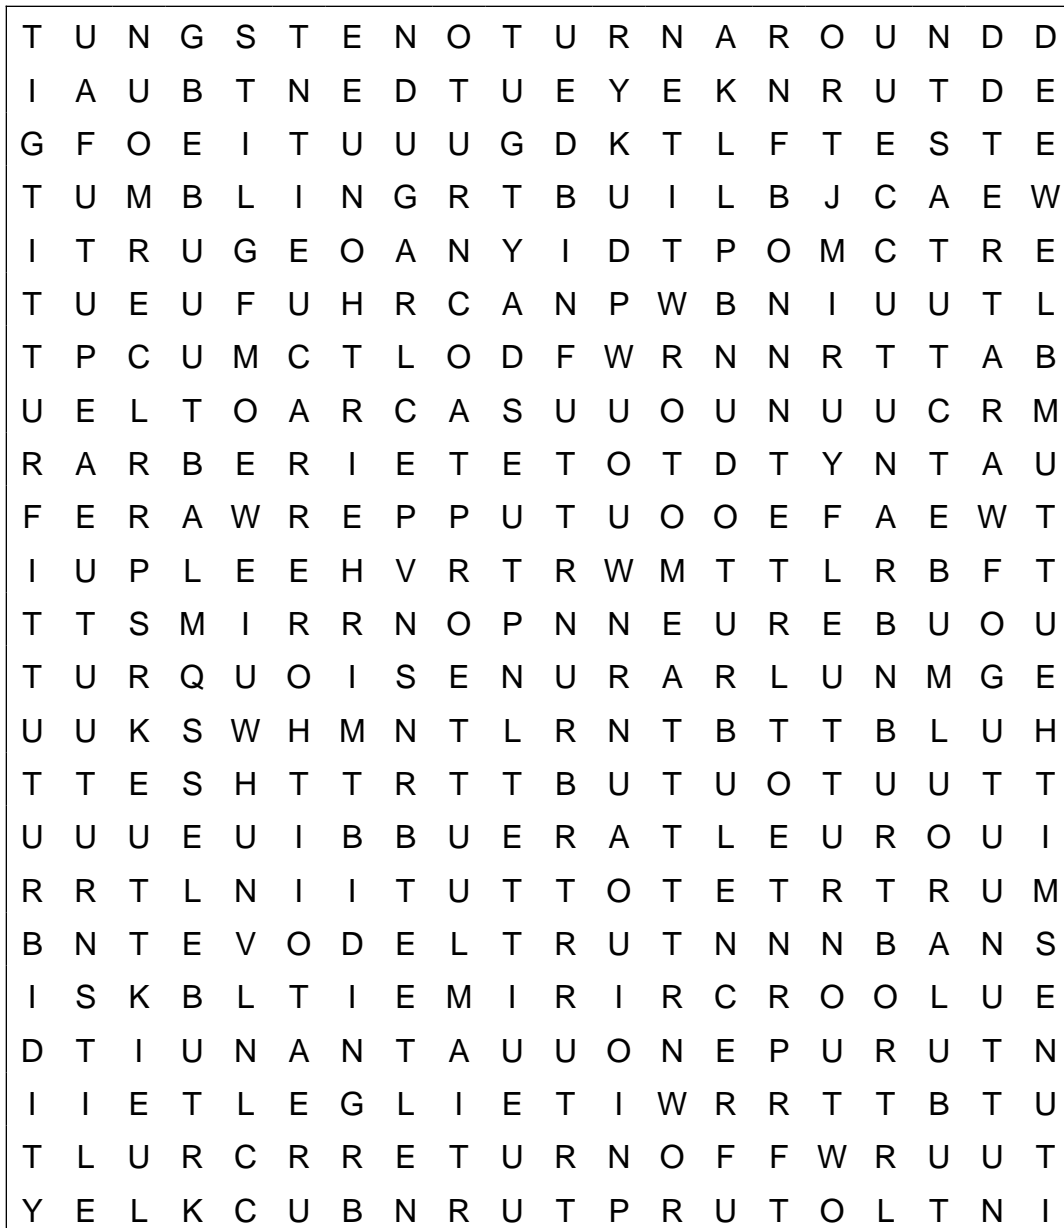 T U N G S T E N O T U R N A R O U N D D
I A U B T N E D T U E Y E K N R U T D E
G F O E I T U U U G D K T L F T E S T E
T U M B L I N G R T B U I L B J C A E W
I T R U G E O A N Y I D T P O M C T R E
T U E U F U H R C A N P W B N I U U T L
T P C U M C T L O D F W R N N R T T A B
U E L T O A R C A S U U O U N U U C R M
R A R B E R I E T E T O T D T Y N T A U
F E R A W R E P P U T U O O E F A E W T
I U P L E E H V R T R W M T T L R B F T
T T S M I R R N O P N N E U R E B U O U
T U R Q U O I S E N U R A R L U N M G E
U U K S W H M N T L R N T B T T B L U H
T T E S H T T R T T B U T U O T U U T T
U U U E U I B B U E R A T L E U R O U I
R R T L N I I T U T T O T E T R T R U M
B N T E V O D E L T R U T N N N B A N S
I S K B L T I E M I R I R C R O O L U E
D T I U N A N T A U U O N E P U R U T N
I I E T L E G L I E T I W R R T T B T U
T L U R C R R E T U R N O F F W R U U T
Y E L K C U B N R U T P R U T O L T N I